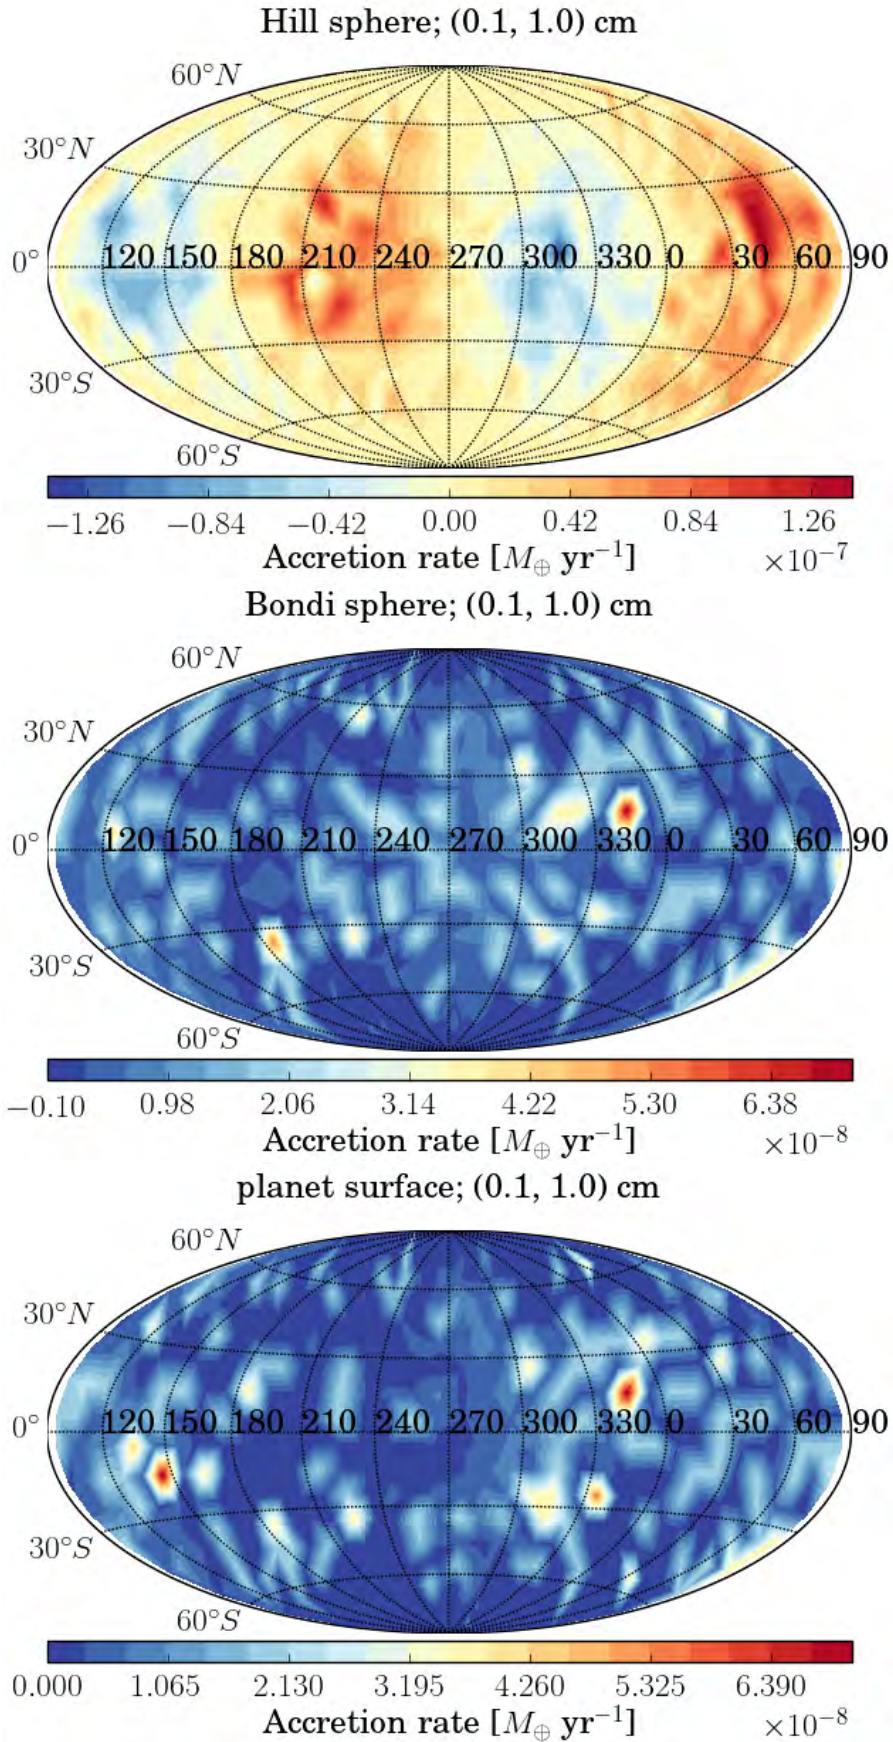 Hill sphere; (0.1, 1.0) cm
60°N
30°N
0° 120 150 180 210 240 270 300 330 0 30 60 90
30°S
60°S
−1.26 −0.84 −0.42 0.00 0.42 0.84 1.26
Accretion rate [M⊕ yr⁻¹] ×10⁻⁷
Bondi sphere; (0.1, 1.0) cm
60°N
30°N
0° 120 150 180 210 240 270 300 330 0 30 60 90
30°S
60°S
−0.10 0.98 2.06 3.14 4.22 5.30 6.38
Accretion rate [M⊕ yr⁻¹] ×10⁻⁸
planet surface; (0.1, 1.0) cm
60°N
30°N
0° 120 150 180 210 240 270 300 330 0 30 60 90
30°S
60°S
0.000 1.065 2.130 3.195 4.260 5.325 6.390
Accretion rate [M⊕ yr⁻¹] ×10⁻⁸